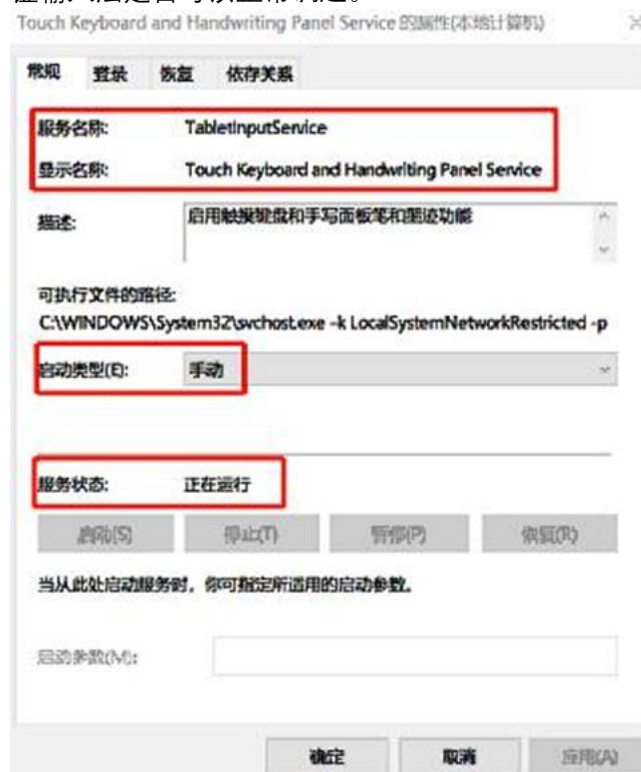 Touch Keyboard and Handwriting Panel Service 的属性(本地计算机)
常规 登录 恢复 依存关系
服务名称: TabletInputService
显示名称: Touch Keyboard and Handwriting Panel Service
描述: 启用触摸键盘和手写面板笔和墨迹功能
可执行文件的路径:
C:\WINDOWS\System32\svchost.exe -k LocalSystemNetworkRestricted -p
启动类型(E): 手动
服务状态: 正在运行
启动(S) 停止(T) 暂停(P) 恢复(R)
当从此处启动服务时，你可指定所适用的启动参数。
启动参数(M):
确定 取消 应用(A)